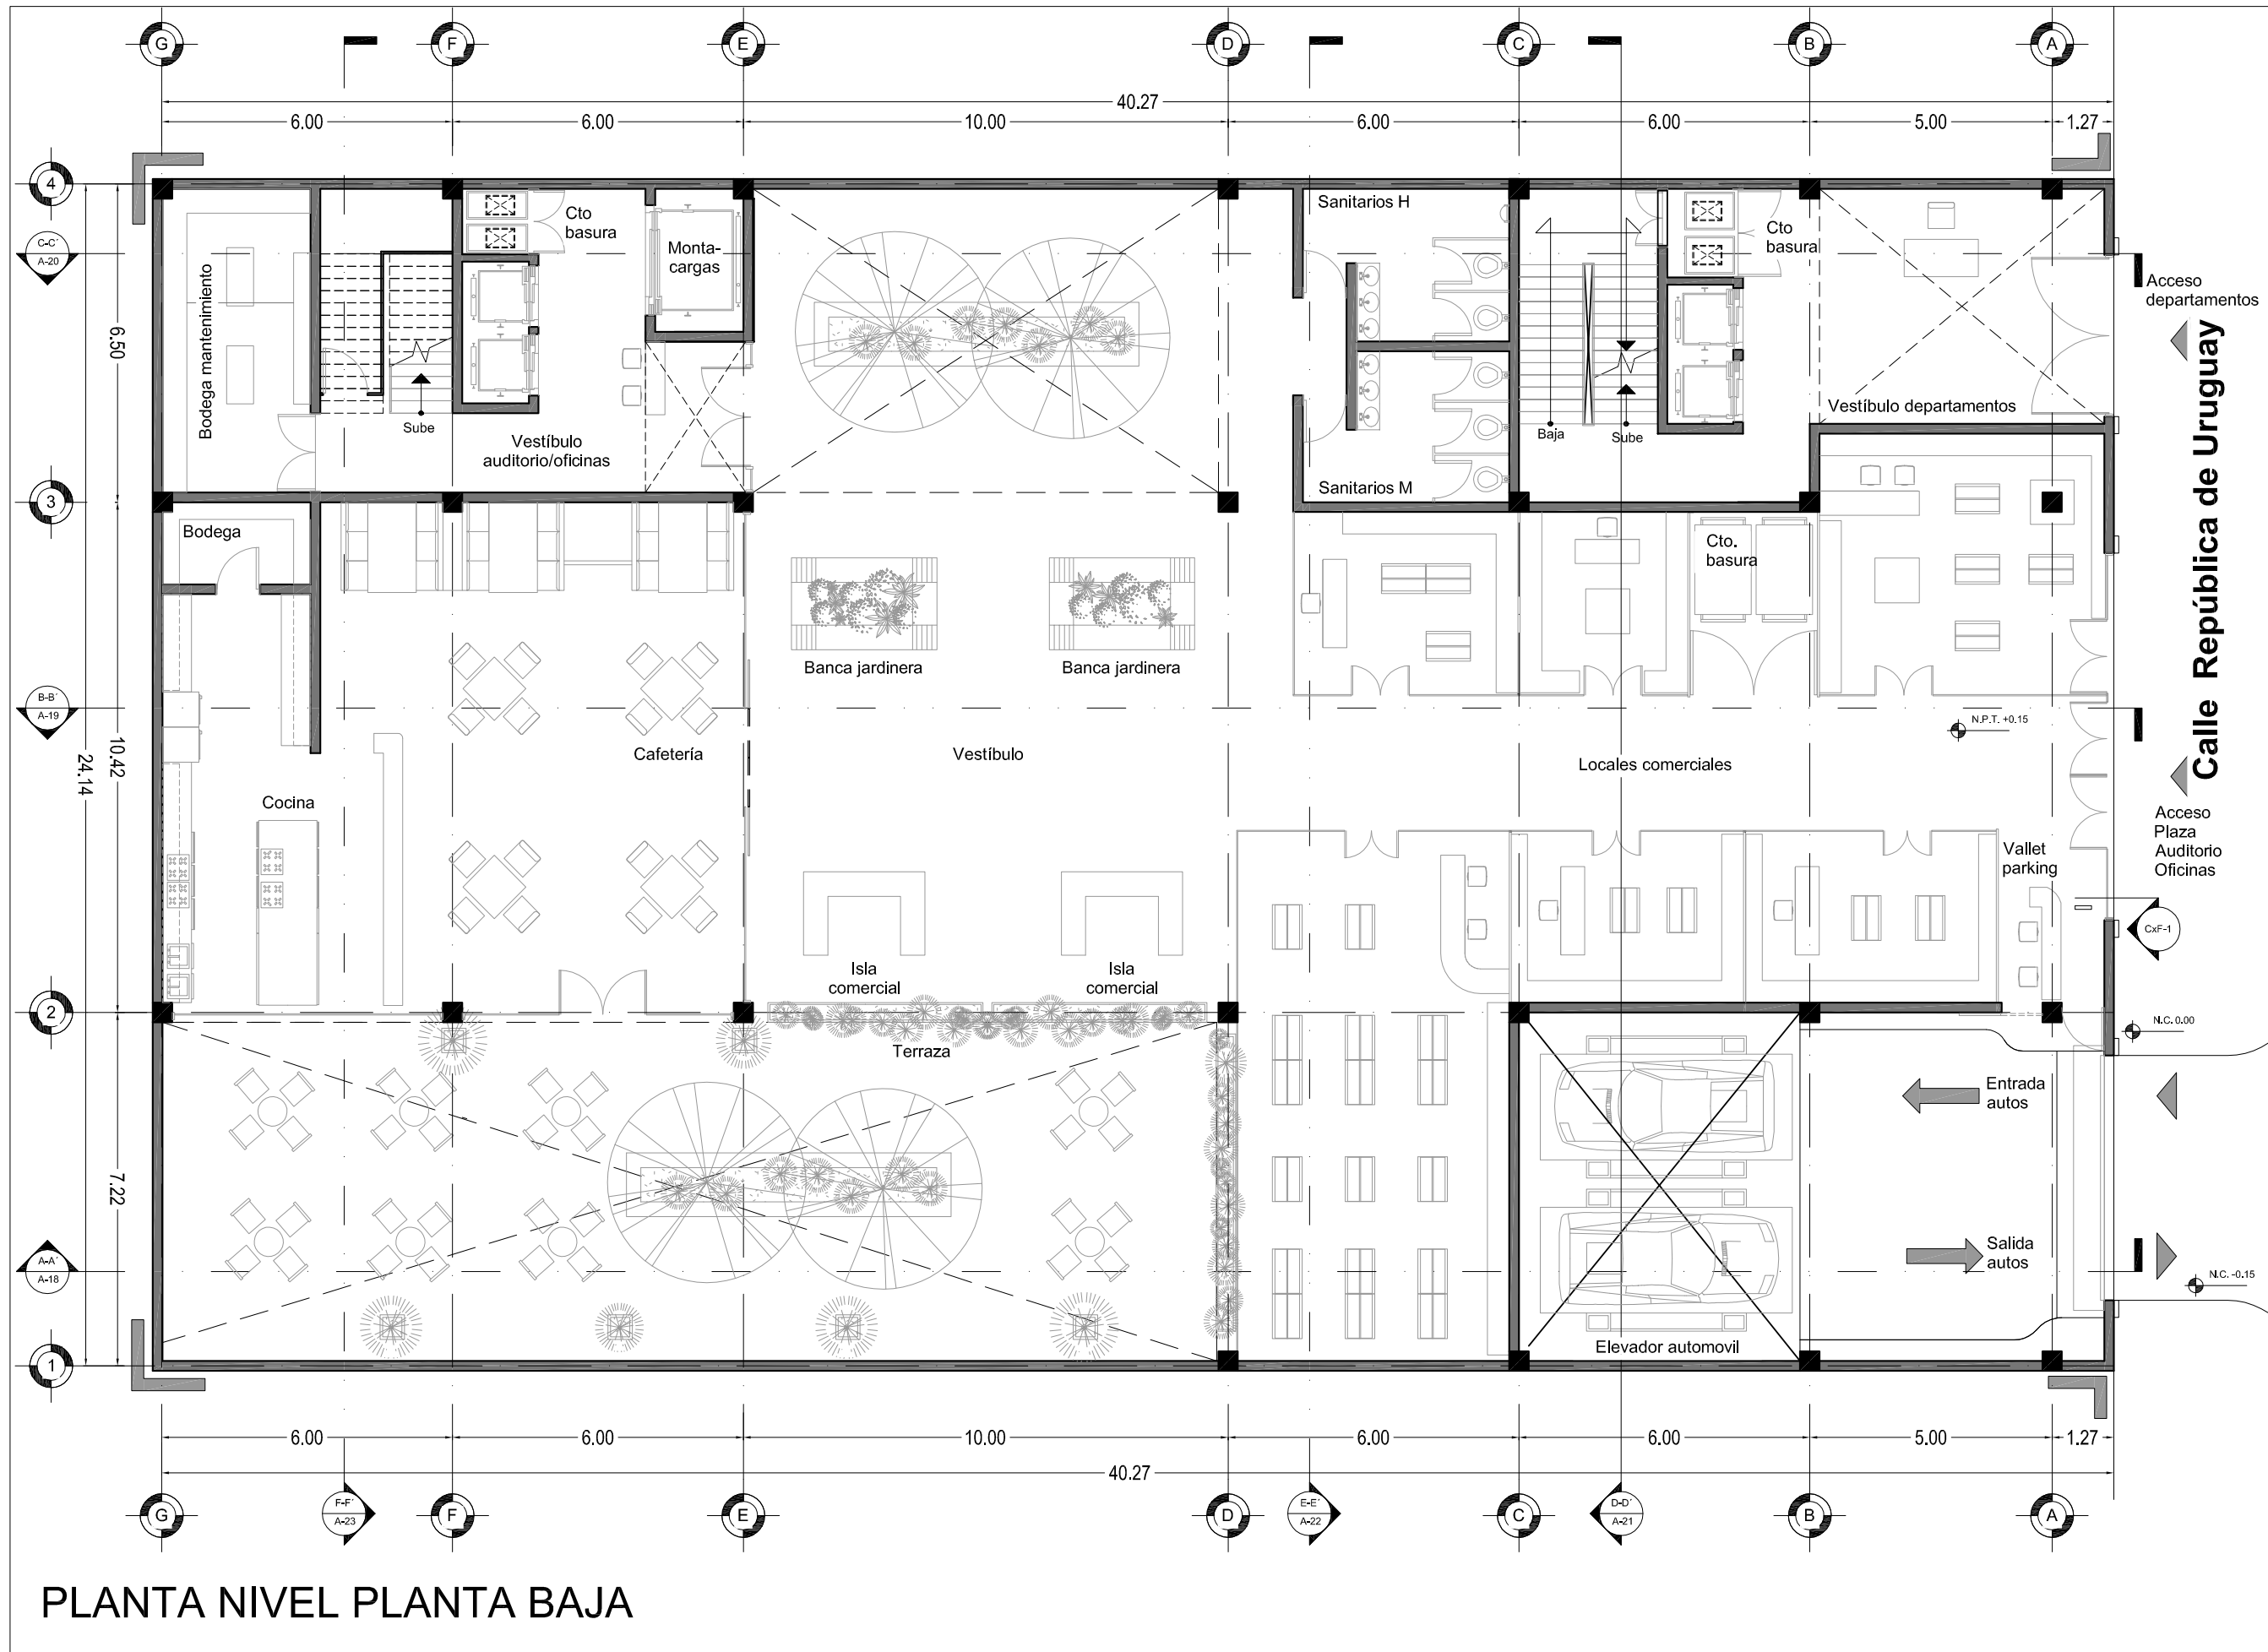 G
F
E
D
C
B
A
40.27
6.00
6.00
10.00
6.00
6.00
5.00
1.27
4
3
2
1
6.50
10.42
24.14
7.22
C-C´
A-20
B-B´
A-19
A-A´
A-18
Bodega mantenimiento
Sube
Cto
basura
Monta-
cargas
Vestíbulo
auditorio/oficinas
Sanitarios H
Sanitarios M
Baja
Sube
Cto
basura
Vestíbulo departamentos
Acceso
departamentos
Calle República de Uruguay
Bodega
Cto.
basura
Banca jardinera
Banca jardinera
N.P.T. +0.15
Cafetería
Vestíbulo
Locales comerciales
Cocina
Acceso
Plaza
Auditorio
Oficinas
Vallet
parking
CxF-1
Isla
comercial
Isla
comercial
N.C. 0.00
Terraza
Entrada
autos
Salida
autos
N.C. -0.15
Elevador automovil
6.00
6.00
10.00
6.00
6.00
5.00
1.27
40.27
G
F-F´
A-23
F
E
D
E-E´
A-22
C
D-D´
A-21
B
A
PLANTA NIVEL PLANTA BAJA